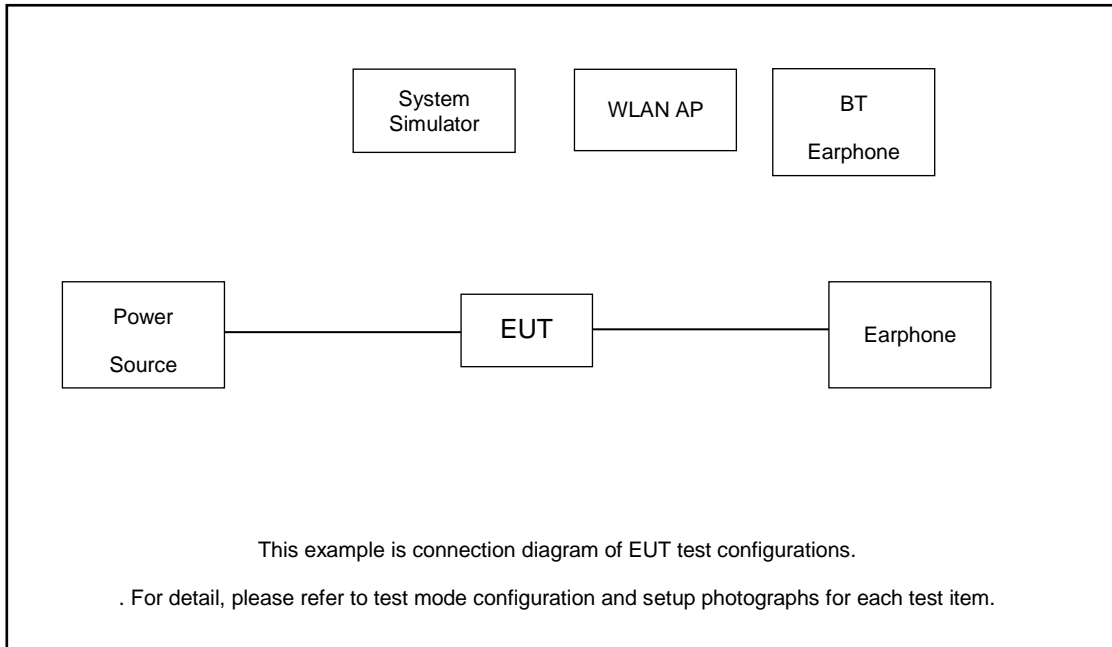 System
Simulator
WLAN AP
BT
Earphone
Power
Source
EUT
Earphone
This example is connection diagram of EUT test configurations.
. For detail, please refer to test mode configuration and setup photographs for each test item.